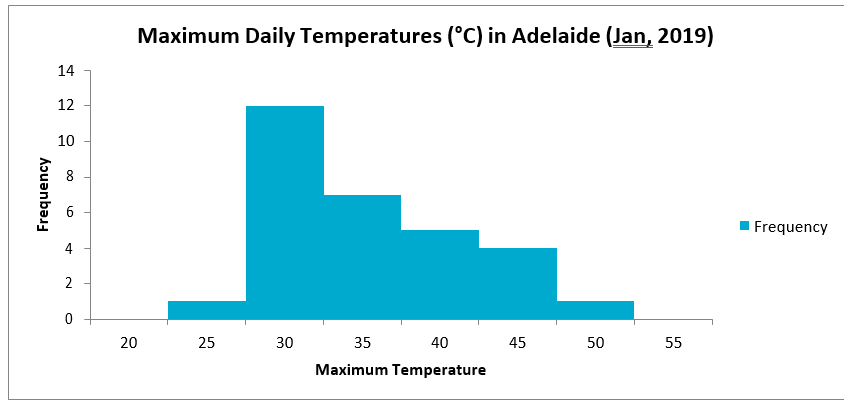 Maximum Daily Temperatures (°C) in Adelaide (Jan, 2019)
14
12
10
8
6
4
2
0
Frequency
20 25 30 35 40 45 50 55
Maximum Temperature
Frequency